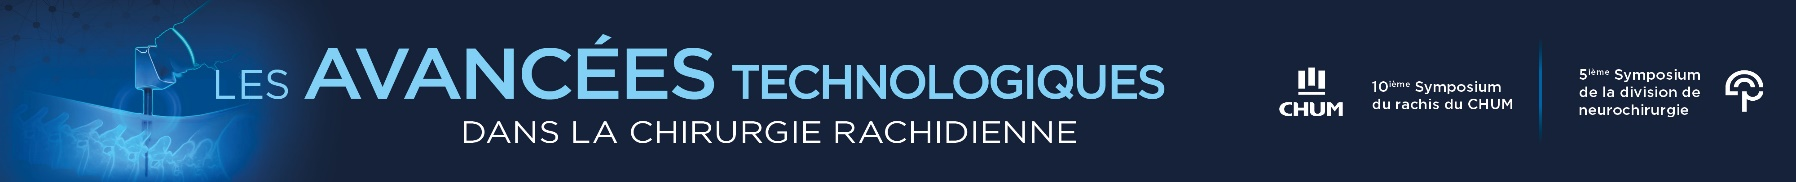 LES AVANCÉES TECHNOLOGIQUES
DANS LA CHIRURGIE RACHIDIENNE
CHUM
10ième Symposium
du rachis du CHUM
5ième Symposium
de la division de
neurochirurgie